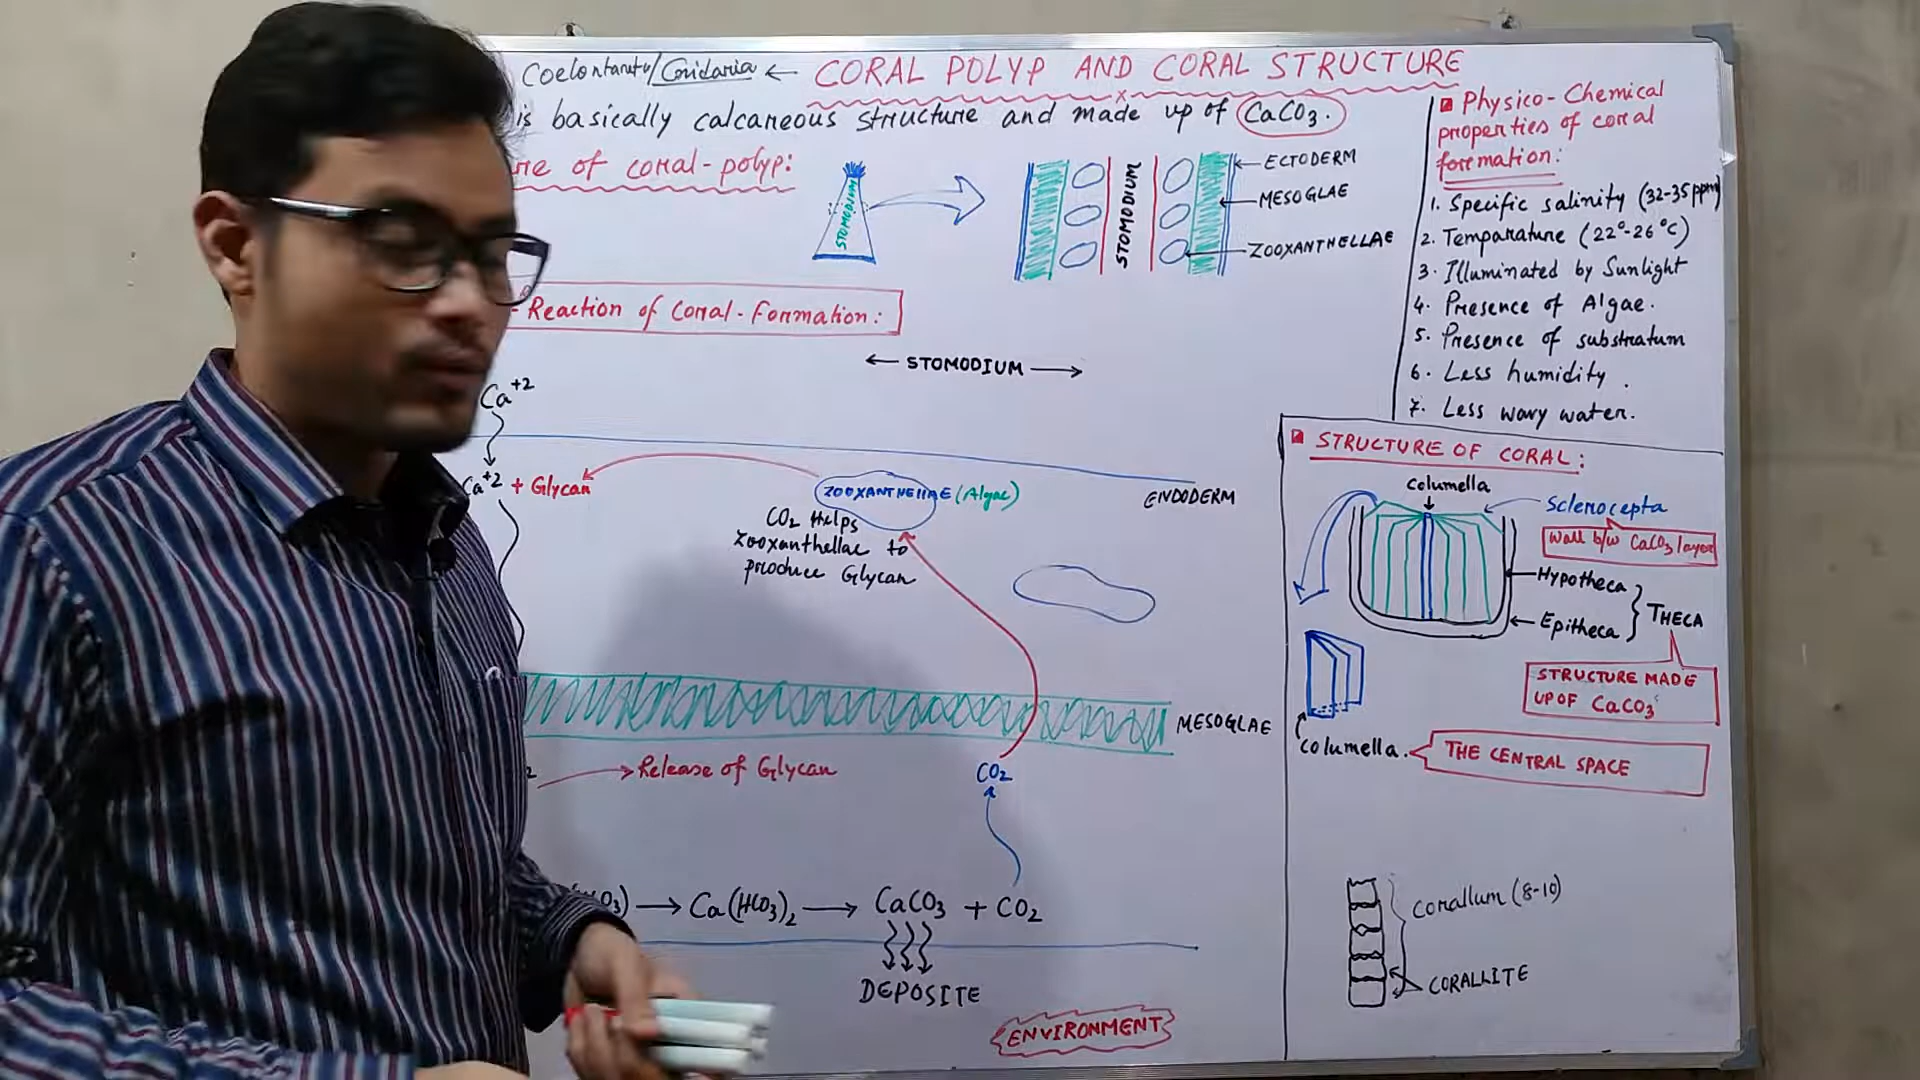 Coelontarata/Cnidaria ← CORAL POLYP AND CORAL STRUCTURE
is basically calcareous structure and made up of CaCO3.
re of coral-polyp:
STOMODIUM
STOMODIUM
ECTODERM
MESOGLAE
ZOOXANTHELLAE
-Reaction of Coral-Formation:
← STOMODIUM →
Ca+2
Ca+2 + Glycan
ZOOXANTHELLAE (Algae)
CO2 Helps
Zooxanthellae to
produce Glycan
ENDODERM
MESOGLAE
2 → Release of Glycan
CO2
O3) → Ca(HCO3)2 → CaCO3 + CO2
DEPOSITE
ENVIRONMENT
Physico-Chemical
properties of coral
formation:
1. Specific salinity (32-35ppm)
2. Temparature (22°-26°C)
3. Illuminated by Sunlight
4. Presence of Algae.
5. Presence of substratum
6. Less humidity.
7. Less wavy water.
STRUCTURE OF CORAL:
Columella
Sclerocepta
Wall b/w CaCO3 layer
Hypotheca
Epitheca
THECA
STRUCTURE MADE
UP OF CaCO3
Columella.
THE CENTRAL SPACE
Corallum (8-10)
CORALLITE